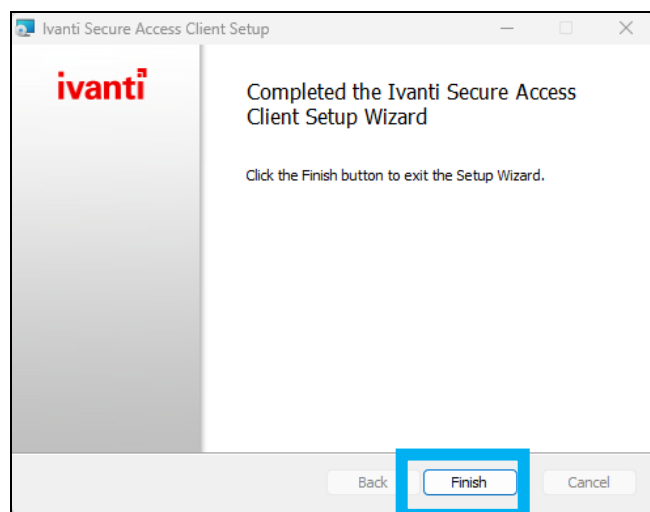 Ivanti Secure Access Client Setup
ivanti
Completed the Ivanti Secure Access
Client Setup Wizard
Click the Finish button to exit the Setup Wizard.
Back
Finish
Cancel